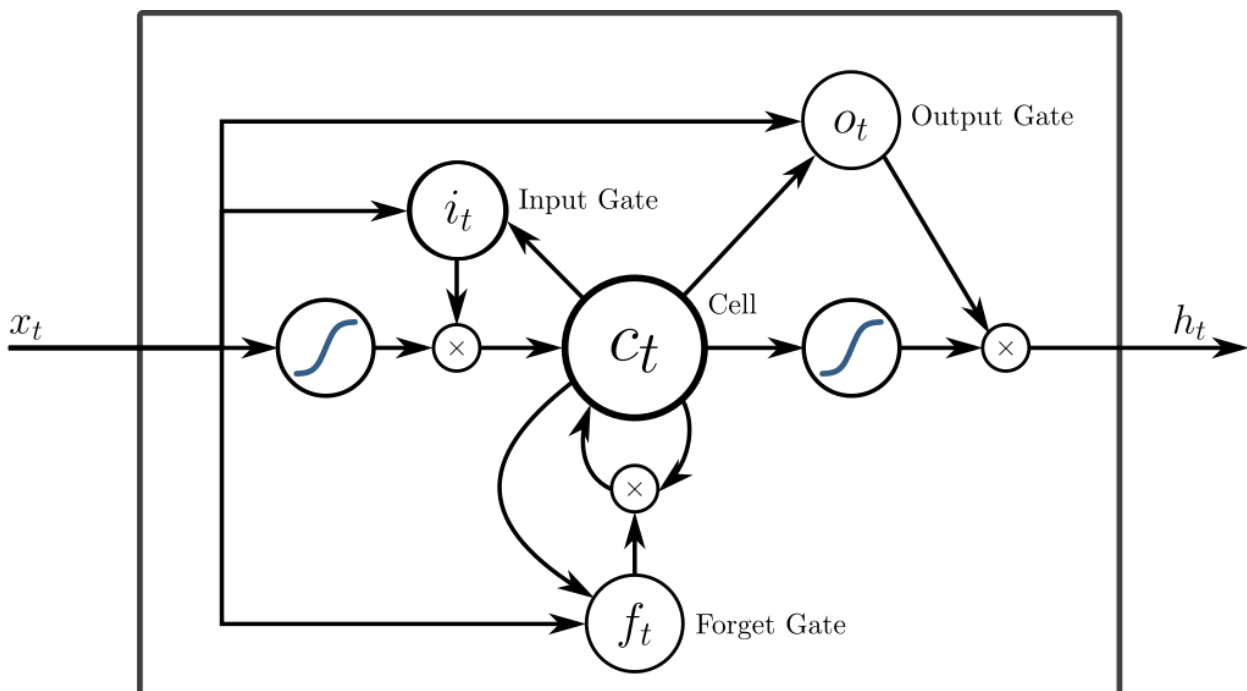 o_t
Output Gate
i_t
Input Gate
Cell
x_t
×
c_t
×
h_t
×
f_t
Forget Gate